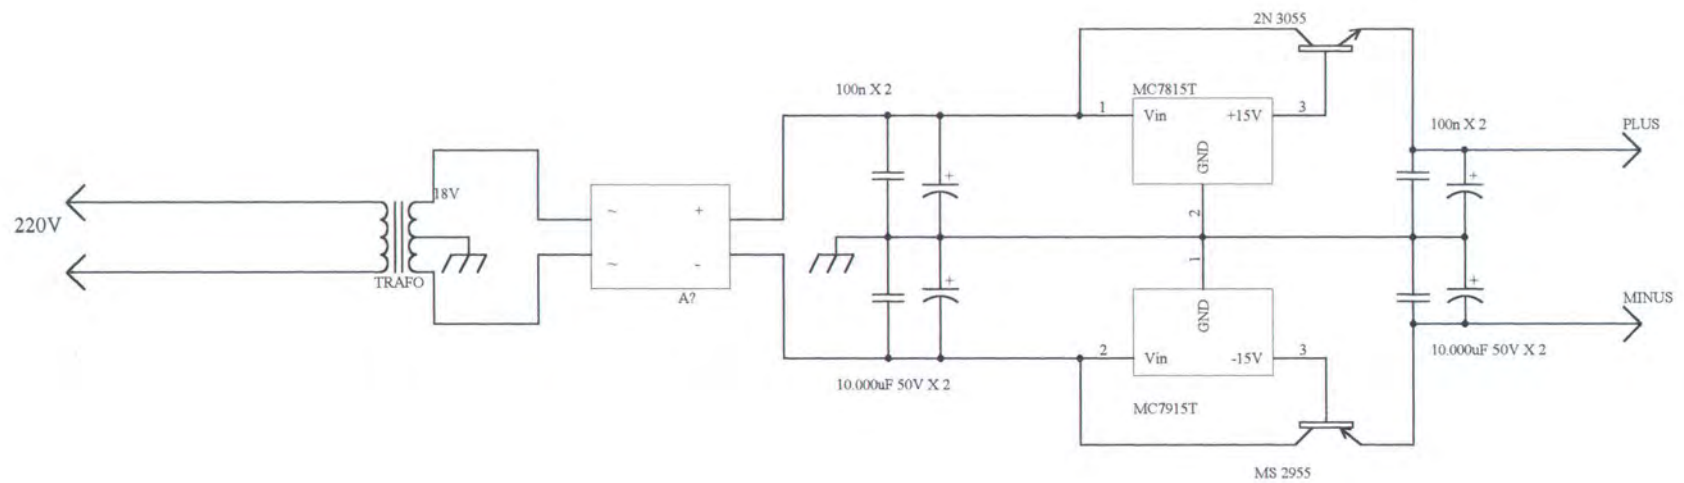 2N 3055
100n X 2
MC7815T
1
Vin
+15V
3
GND
2
100n X 2
PLUS
18V
220V
~
+
~
-
TRAFO
A?
1
GND
MINUS
2
Vin
-15V
3
10.000uF 50V X 2
10.000uF 50V X 2
MC7915T
MS 2955
+
+
+
+